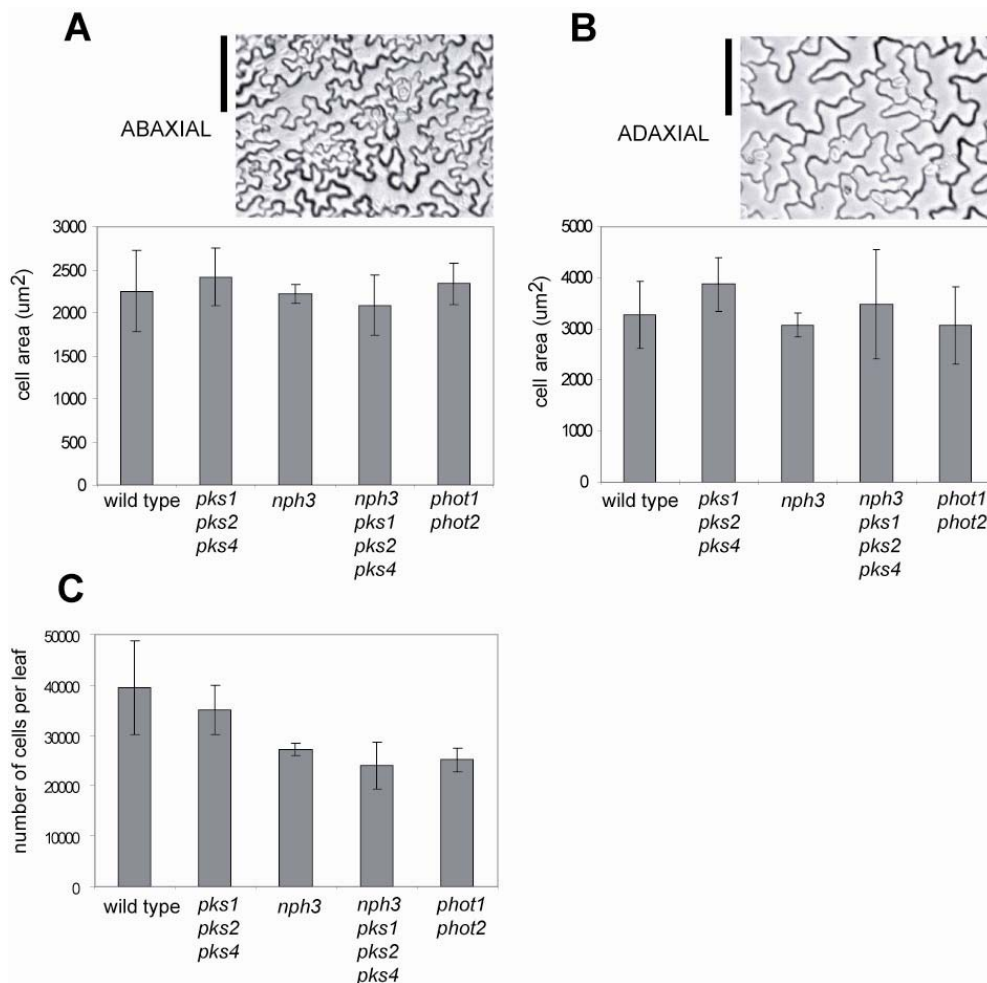 A
ABAXIAL
cell area (um²)
3000
2500
2000
1500
1000
500
0
wild type
pks1
pks2
pks4
nph3
nph3
pks1
pks2
pks4
phot1
phot2
B
ADAXIAL
cell area (um²)
5000
4000
3000
2000
1000
0
wild type
pks1
pks2
pks4
nph3
nph3
pks1
pks2
pks4
phot1
phot2
C
number of cells per leaf
50000
40000
30000
20000
10000
0
wild type
pks1
pks2
pks4
nph3
nph3
pks1
pks2
pks4
phot1
phot2